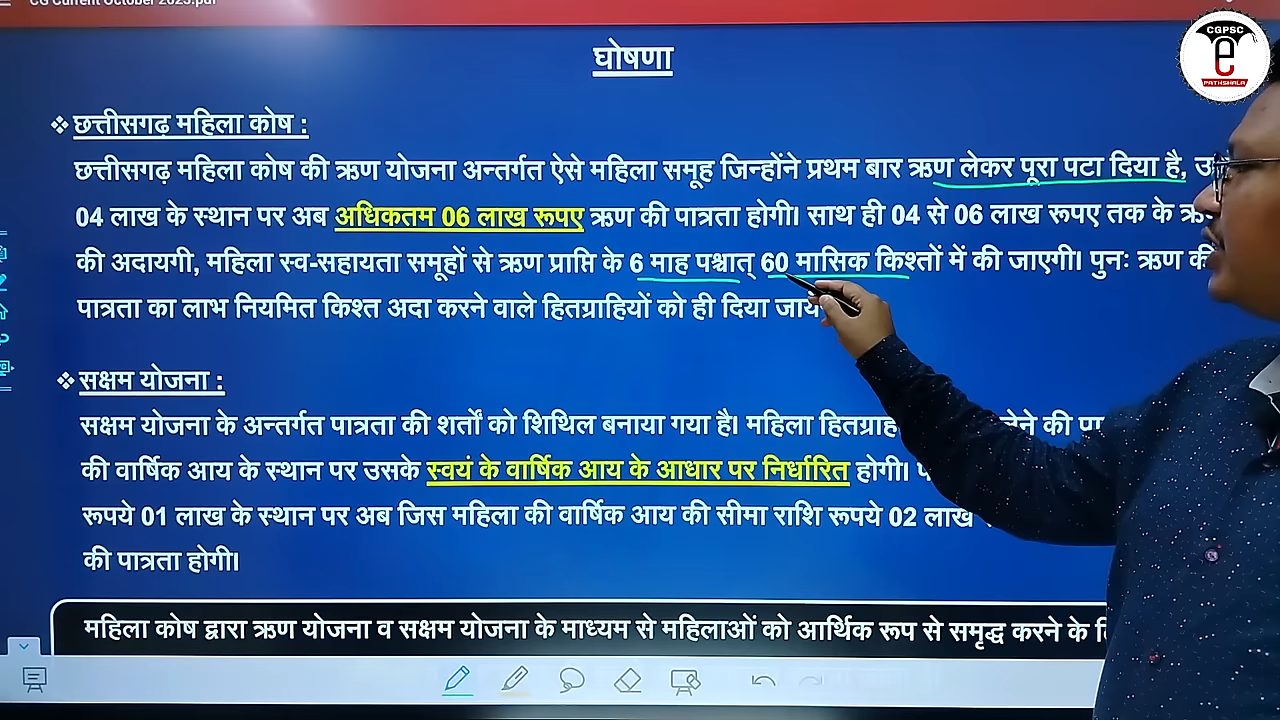 CG Current October 2023.pdf
CGPSC
e
PATHSHALA
घोषणा
❖ छत्तीसगढ़ महिला कोष :
छत्तीसगढ़ महिला कोष की ऋण योजना अन्तर्गत ऐसे महिला समूह जिन्होंने प्रथम बार ऋण लेकर पूरा पटा दिया है,
04 लाख के स्थान पर अब अधिकतम 06 लाख रूपए ऋण की पात्रता होगी। साथ ही 04 से 06 लाख रूपए तक के
की अदायगी, महिला स्व-सहायता समूहों से ऋण प्राप्ति के 6 माह पश्चात् 60 मासिक किश्तों में की जाएगी। पुनः ऋण की
पात्रता का लाभ नियमित किश्त अदा करने वाले हितग्राहियों को ही दिया
❖ सक्षम योजना :
सक्षम योजना के अन्तर्गत पात्रता की शर्तों को शिथिल बनाया गया है। महिला की
की वार्षिक आय के स्थान पर उसके स्वयं के वार्षिक आय के आधार पर निर्धारित होगी।
रूपये 01 लाख के स्थान पर अब जिस महिला की वार्षिक आय की सीमा राशि रूपये 02 लाख
की पात्रता होगी।
महिला कोष द्वारा ऋण योजना व सक्षम योजना के माध्यम से महिलाओं को आर्थिक रूप से समृद्ध करने के